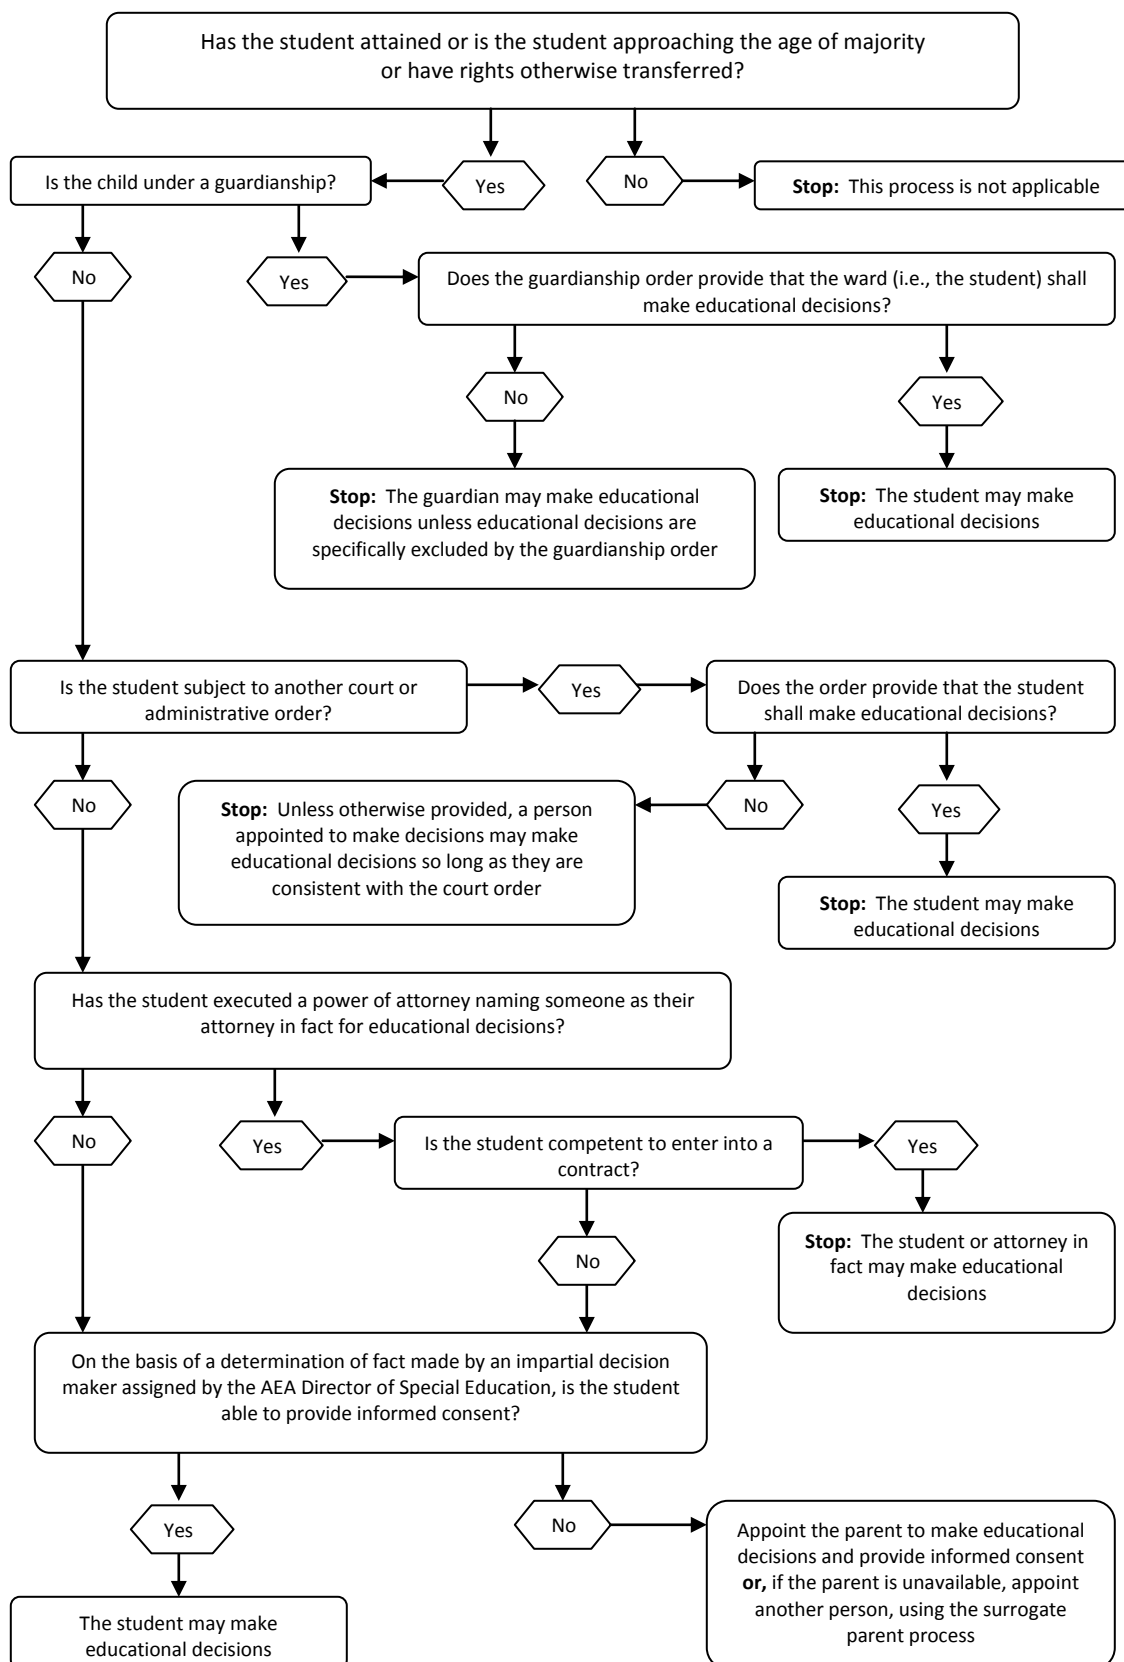 Has the student attained or is the student approaching the age of majority
or have rights otherwise transferred?
Is the child under a guardianship?
Yes
No
Stop: This process is not applicable
No
Yes
Does the guardianship order provide that the ward (i.e., the student) shall
make educational decisions?
No
Yes
Stop: The guardian may make educational
decisions unless educational decisions are
specifically excluded by the guardianship order
Stop: The student may make
educational decisions
Is the student subject to another court or
administrative order?
Yes
Does the order provide that the student
shall make educational decisions?
No
Stop: Unless otherwise provided, a person
appointed to make decisions may make
educational decisions so long as they are
consistent with the court order
No
Yes
Stop: The student may make
educational decisions
Has the student executed a power of attorney naming someone as their
attorney in fact for educational decisions?
No
Yes
Is the student competent to enter into a
contract?
Yes
No
Stop: The student or attorney in
fact may make educational
decisions
On the basis of a determination of fact made by an impartial decision
maker assigned by the AEA Director of Special Education, is the student
able to provide informed consent?
Yes
No
Appoint the parent to make educational
decisions and provide informed consent
or, if the parent is unavailable, appoint
another person, using the surrogate
parent process
The student may make
educational decisions